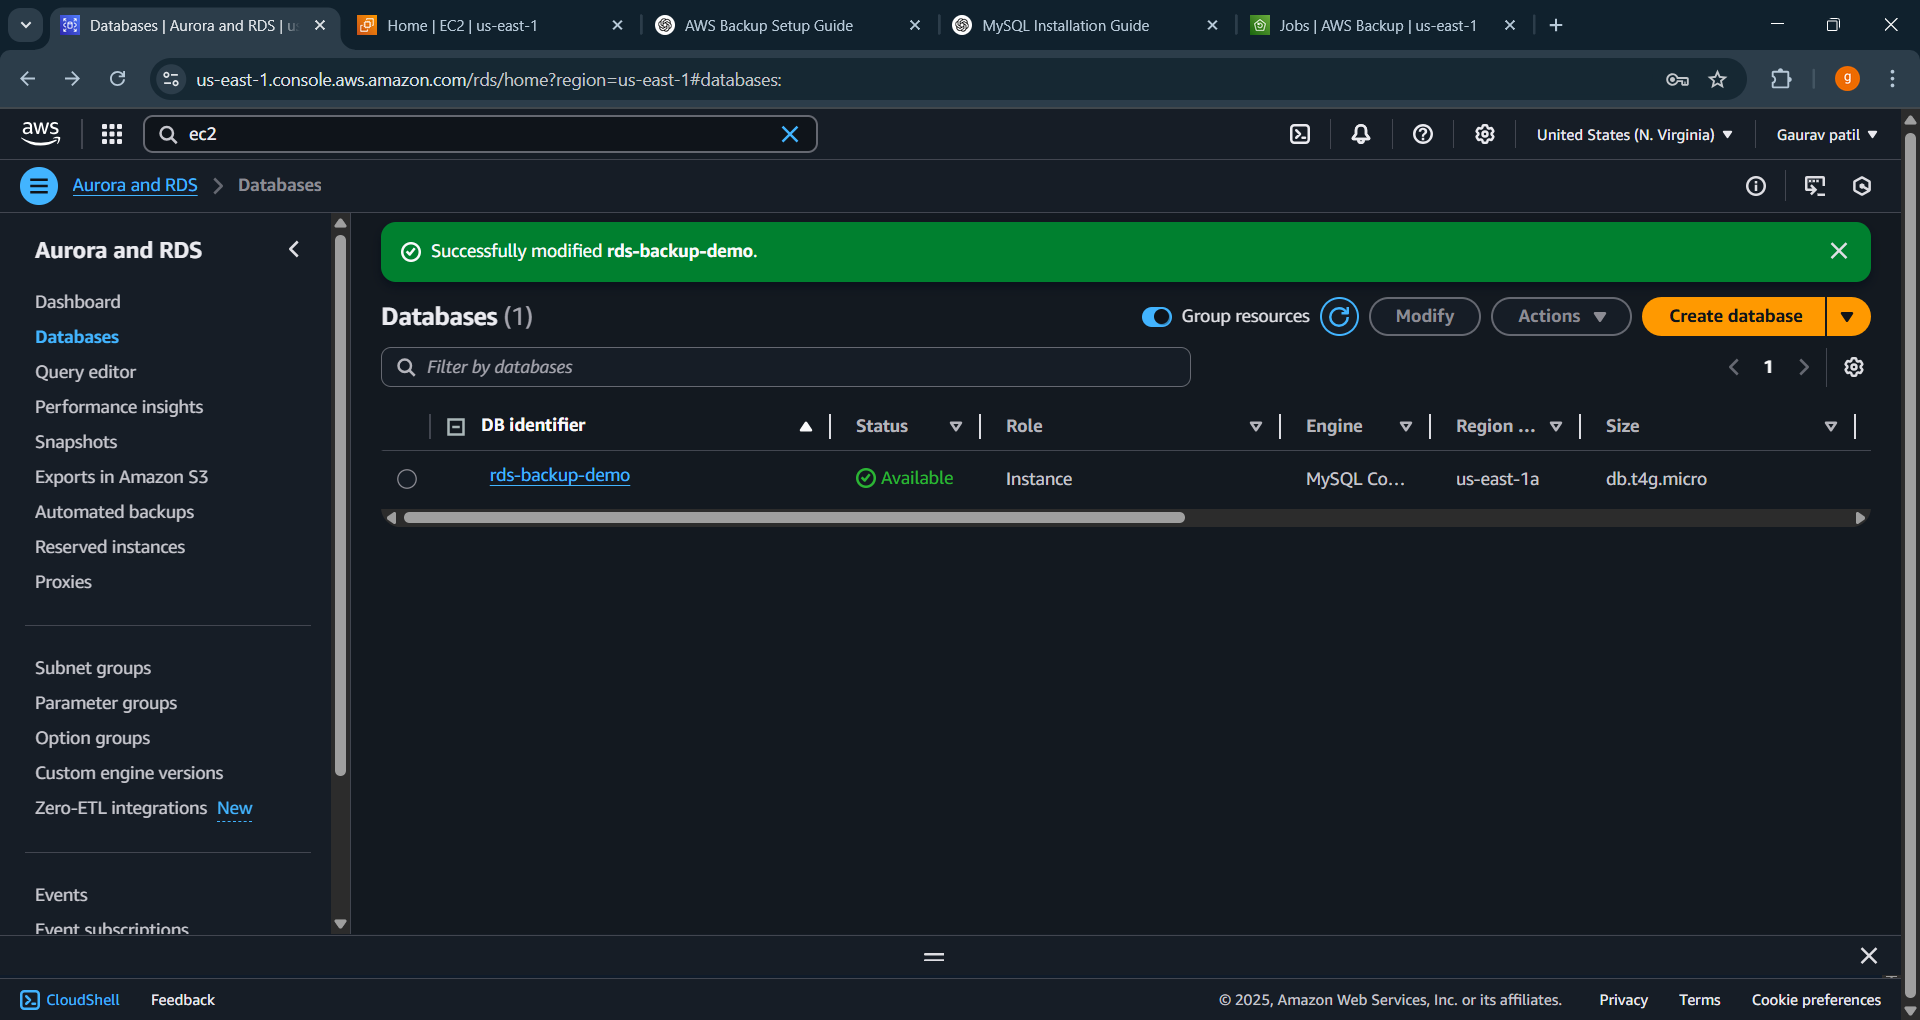 Databases | Aurora and RDS | us
Home | EC2 | us-east-1
AWS Backup Setup Guide
MySQL Installation Guide
Jobs | AWS Backup | us-east-1
us-east-1.console.aws.amazon.com/rds/home?region=us-east-1#databases:
g
aws
ec2
United States (N. Virginia)
Gaurav patil
Aurora and RDS
Databases
Aurora and RDS
Dashboard
Databases
Query editor
Performance insights
Snapshots
Exports in Amazon S3
Automated backups
Reserved instances
Proxies
Subnet groups
Parameter groups
Option groups
Custom engine versions
Zero-ETL integrations New
Events
Event subscriptions
Successfully modified rds-backup-demo.
Databases (1)
Group resources
Modify
Actions
Create database
Filter by databases
1
DB identifier
Status
Role
Engine
Region ...
Size
rds-backup-demo
Available
Instance
MySQL Co...
us-east-1a
db.t4g.micro
CloudShell
Feedback
© 2025, Amazon Web Services, Inc. or its affiliates.
Privacy
Terms
Cookie preferences